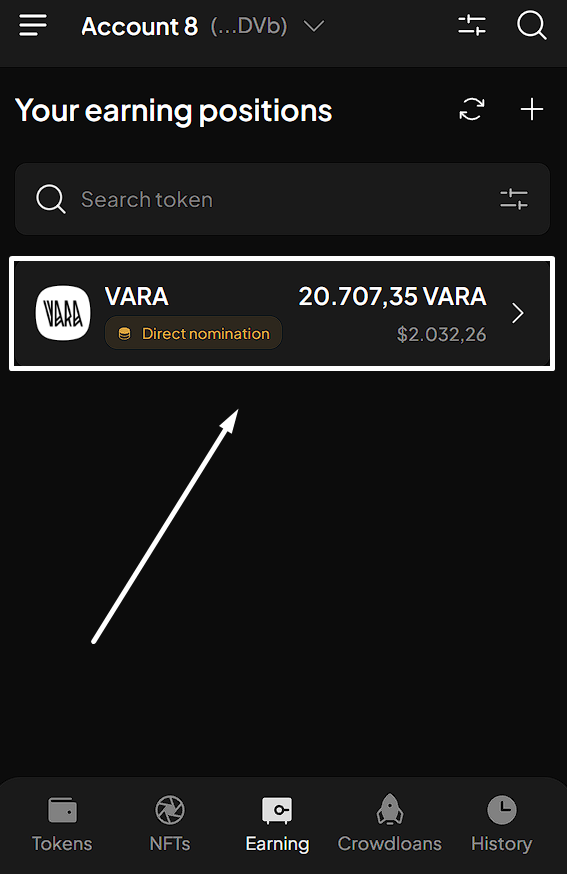 Account 8 (...DVb)
Your earning positions
Search token
VARA
VARA 20.707,35 VARA
Direct nomination $2.032,26
Tokens NFTs Earning Crowdloans History